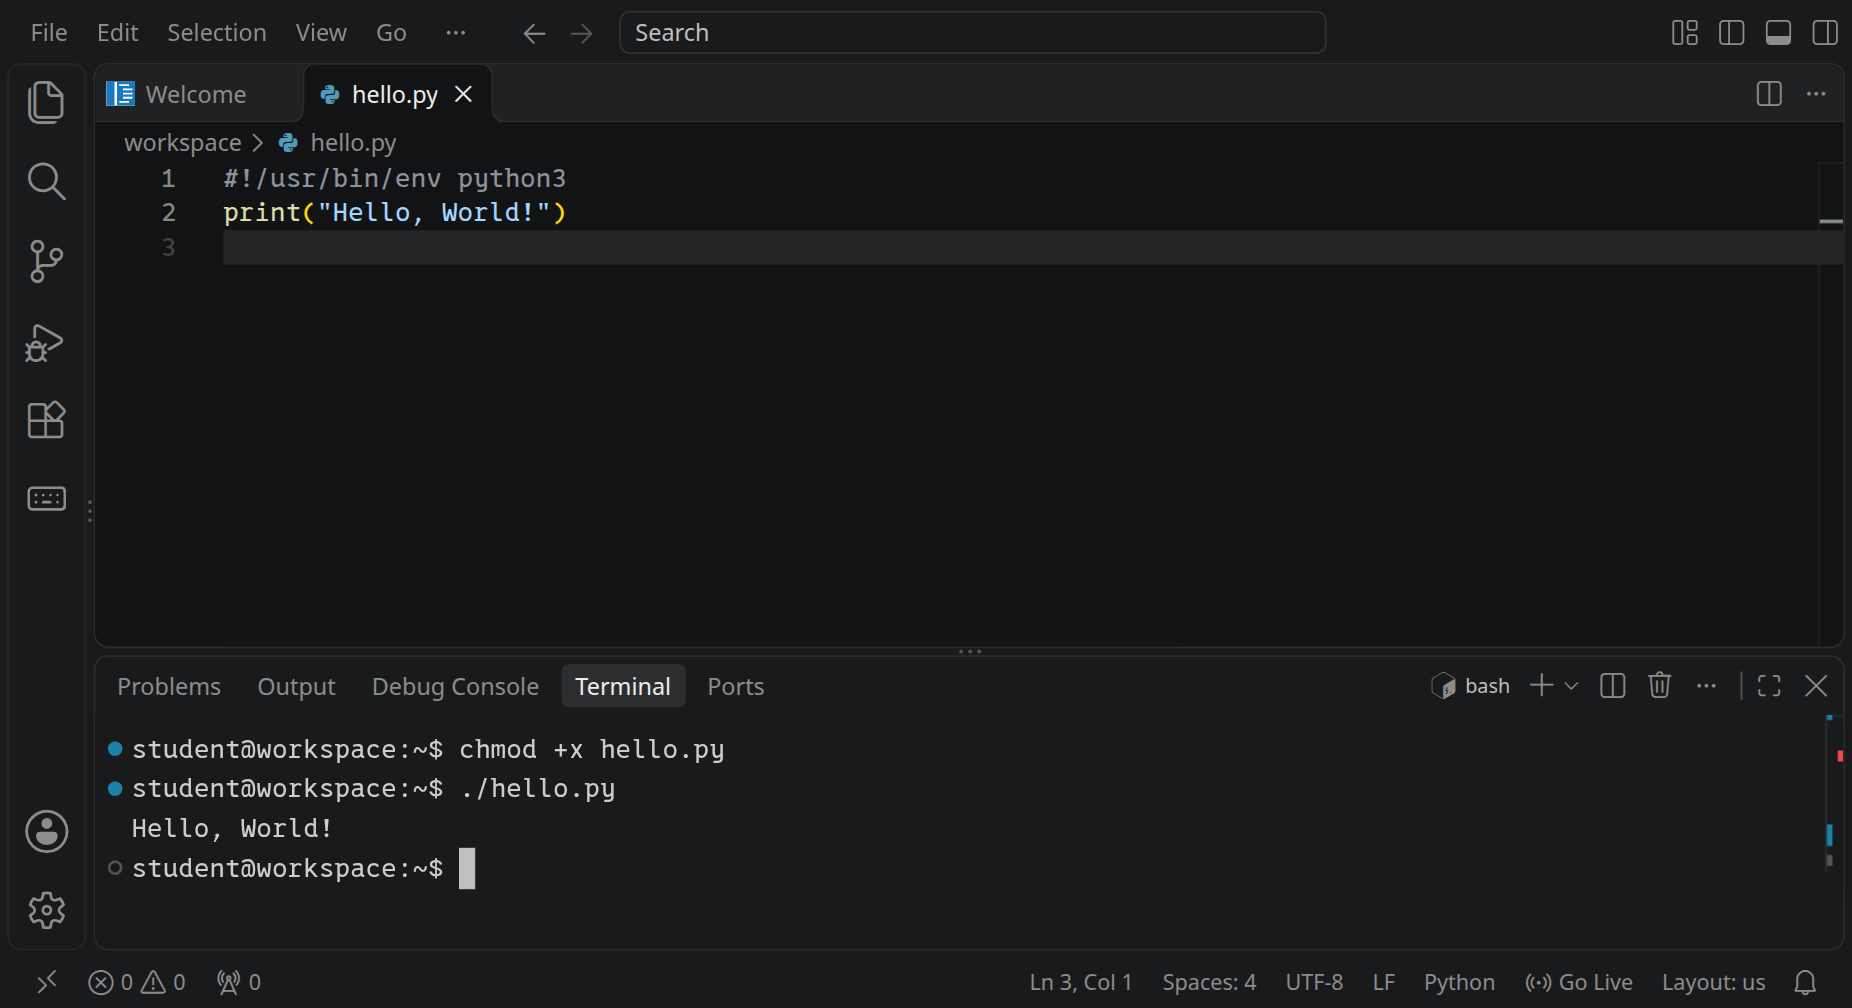 File Edit Selection View Go ··· Search
Welcome hello.py
workspace > hello.py
1 #!/usr/bin/env python3
2 print("Hello, World!")
3
Problems Output Debug Console Terminal Ports bash
student@workspace:~$ chmod +x hello.py
student@workspace:~$ ./hello.py
Hello, World!
student@workspace:~$
0 0 0 Ln 3, Col 1 Spaces: 4 UTF-8 LF Python Go Live Layout: us